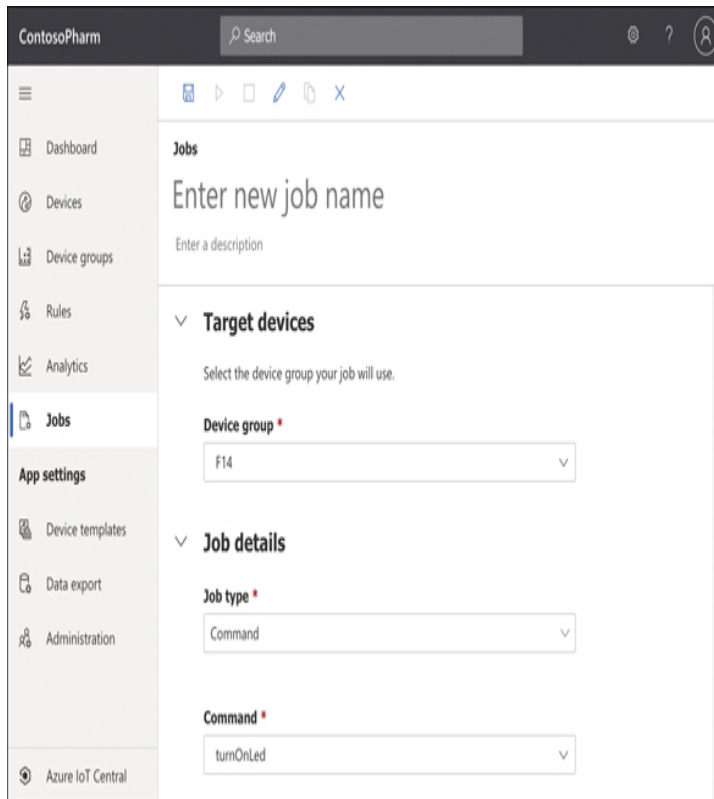 ContosoPharm
Search
?
Dashboard
Devices
Device groups
Rules
Analytics
Jobs
App settings
Device templates
Data export
Administration
Azure IoT Central
Jobs
Enter new job name
Enter a description
Target devices
Select the device group your job will use.
Device group *
F14
Job details
Job type *
Command
Command *
turnOnLed